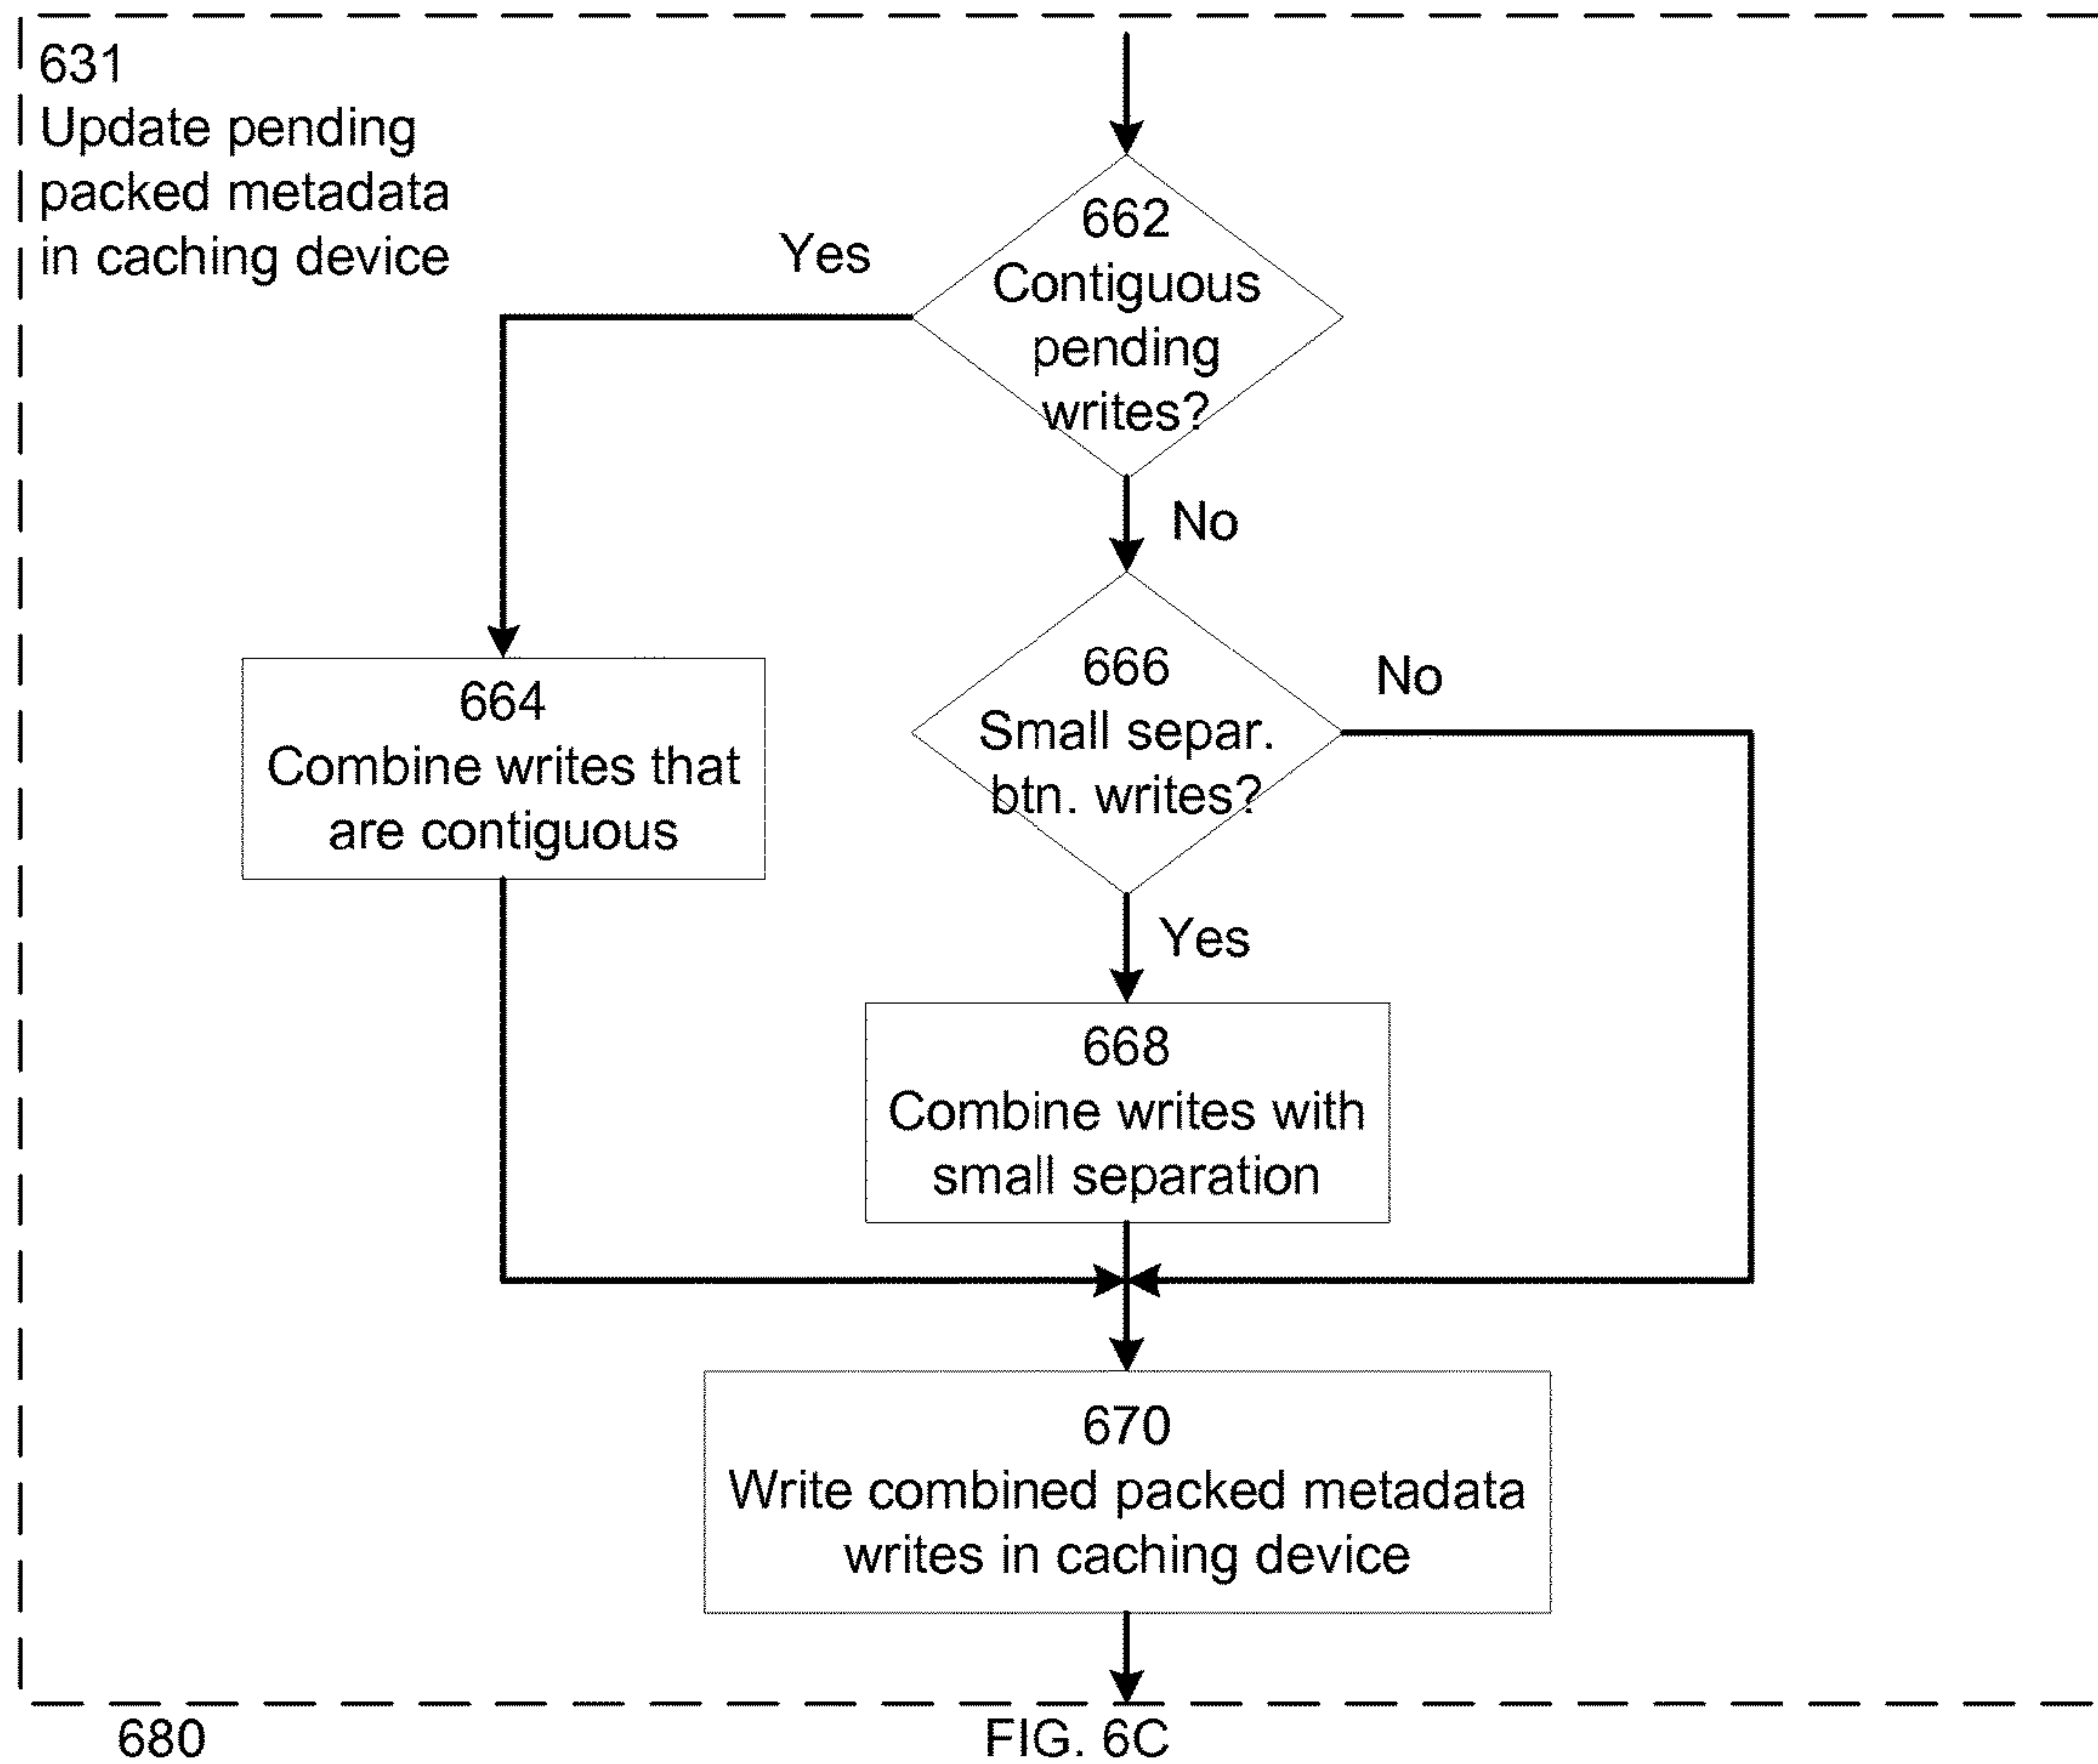 631
Update pending
packed metadata
in caching device
662
Contiguous
pending
writes?
Yes
No
664
Combine writes that
are contiguous
666
Small separ.
btn. writes?
No
Yes
668
Combine writes with
small separation
670
Write combined packed metadata
writes in caching device
680
FIG. 6C